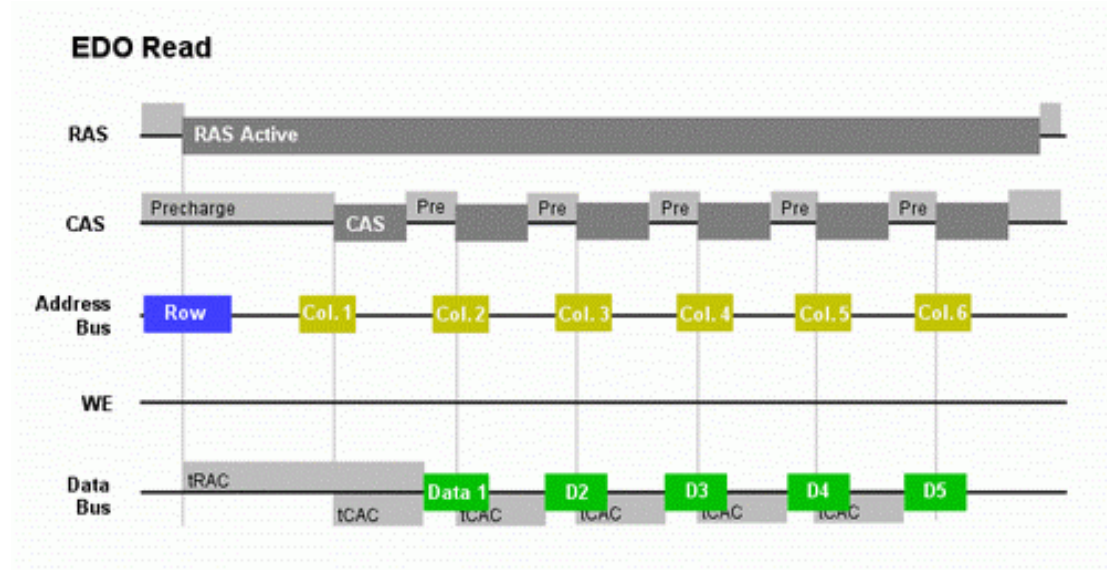 EDO Read
RAS
RAS Active
CAS
Precharge
CAS
Pre
Pre
Pre
Pre
Pre
Address
Bus
Row
Col. 1
Col. 2
Col. 3
Col. 4
Col. 5
Col. 6
WE
Data
Bus
tRAC
Data 1
D2
D3
D4
D5
tCAC
tCAC
tCAC
tCAC
tCAC